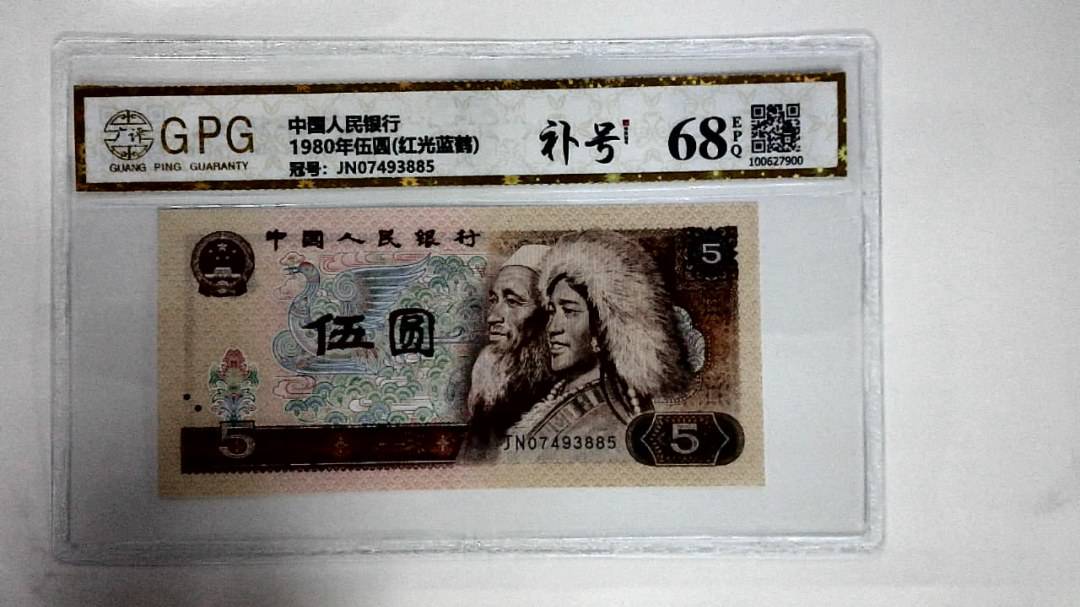 广评
GPG
GUANG PING GUARANTY
中国人民银行
1980年伍圆(红光蓝鹤)
冠号: JN07493885
补号
68 EPQ
100627900
中国人民银行
5
伍圆
5
JN07493885
5